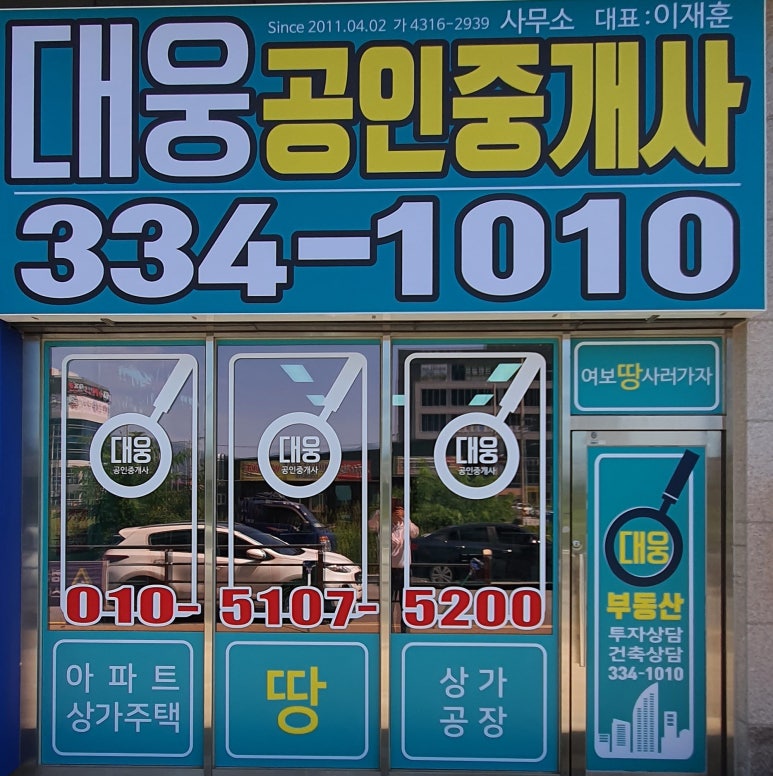 Since 2011.04.02 가 4316-2939 사무소 대표:이재훈
대웅공인중개사
334-1010
여보땅사러가자
대웅
공인중개사
대웅
공인중개사
대웅
공인중개사
대웅
부동산
투자상담
건축상담
334-1010
010-5107-5200
아파트
상가주택
땅
상가
공장